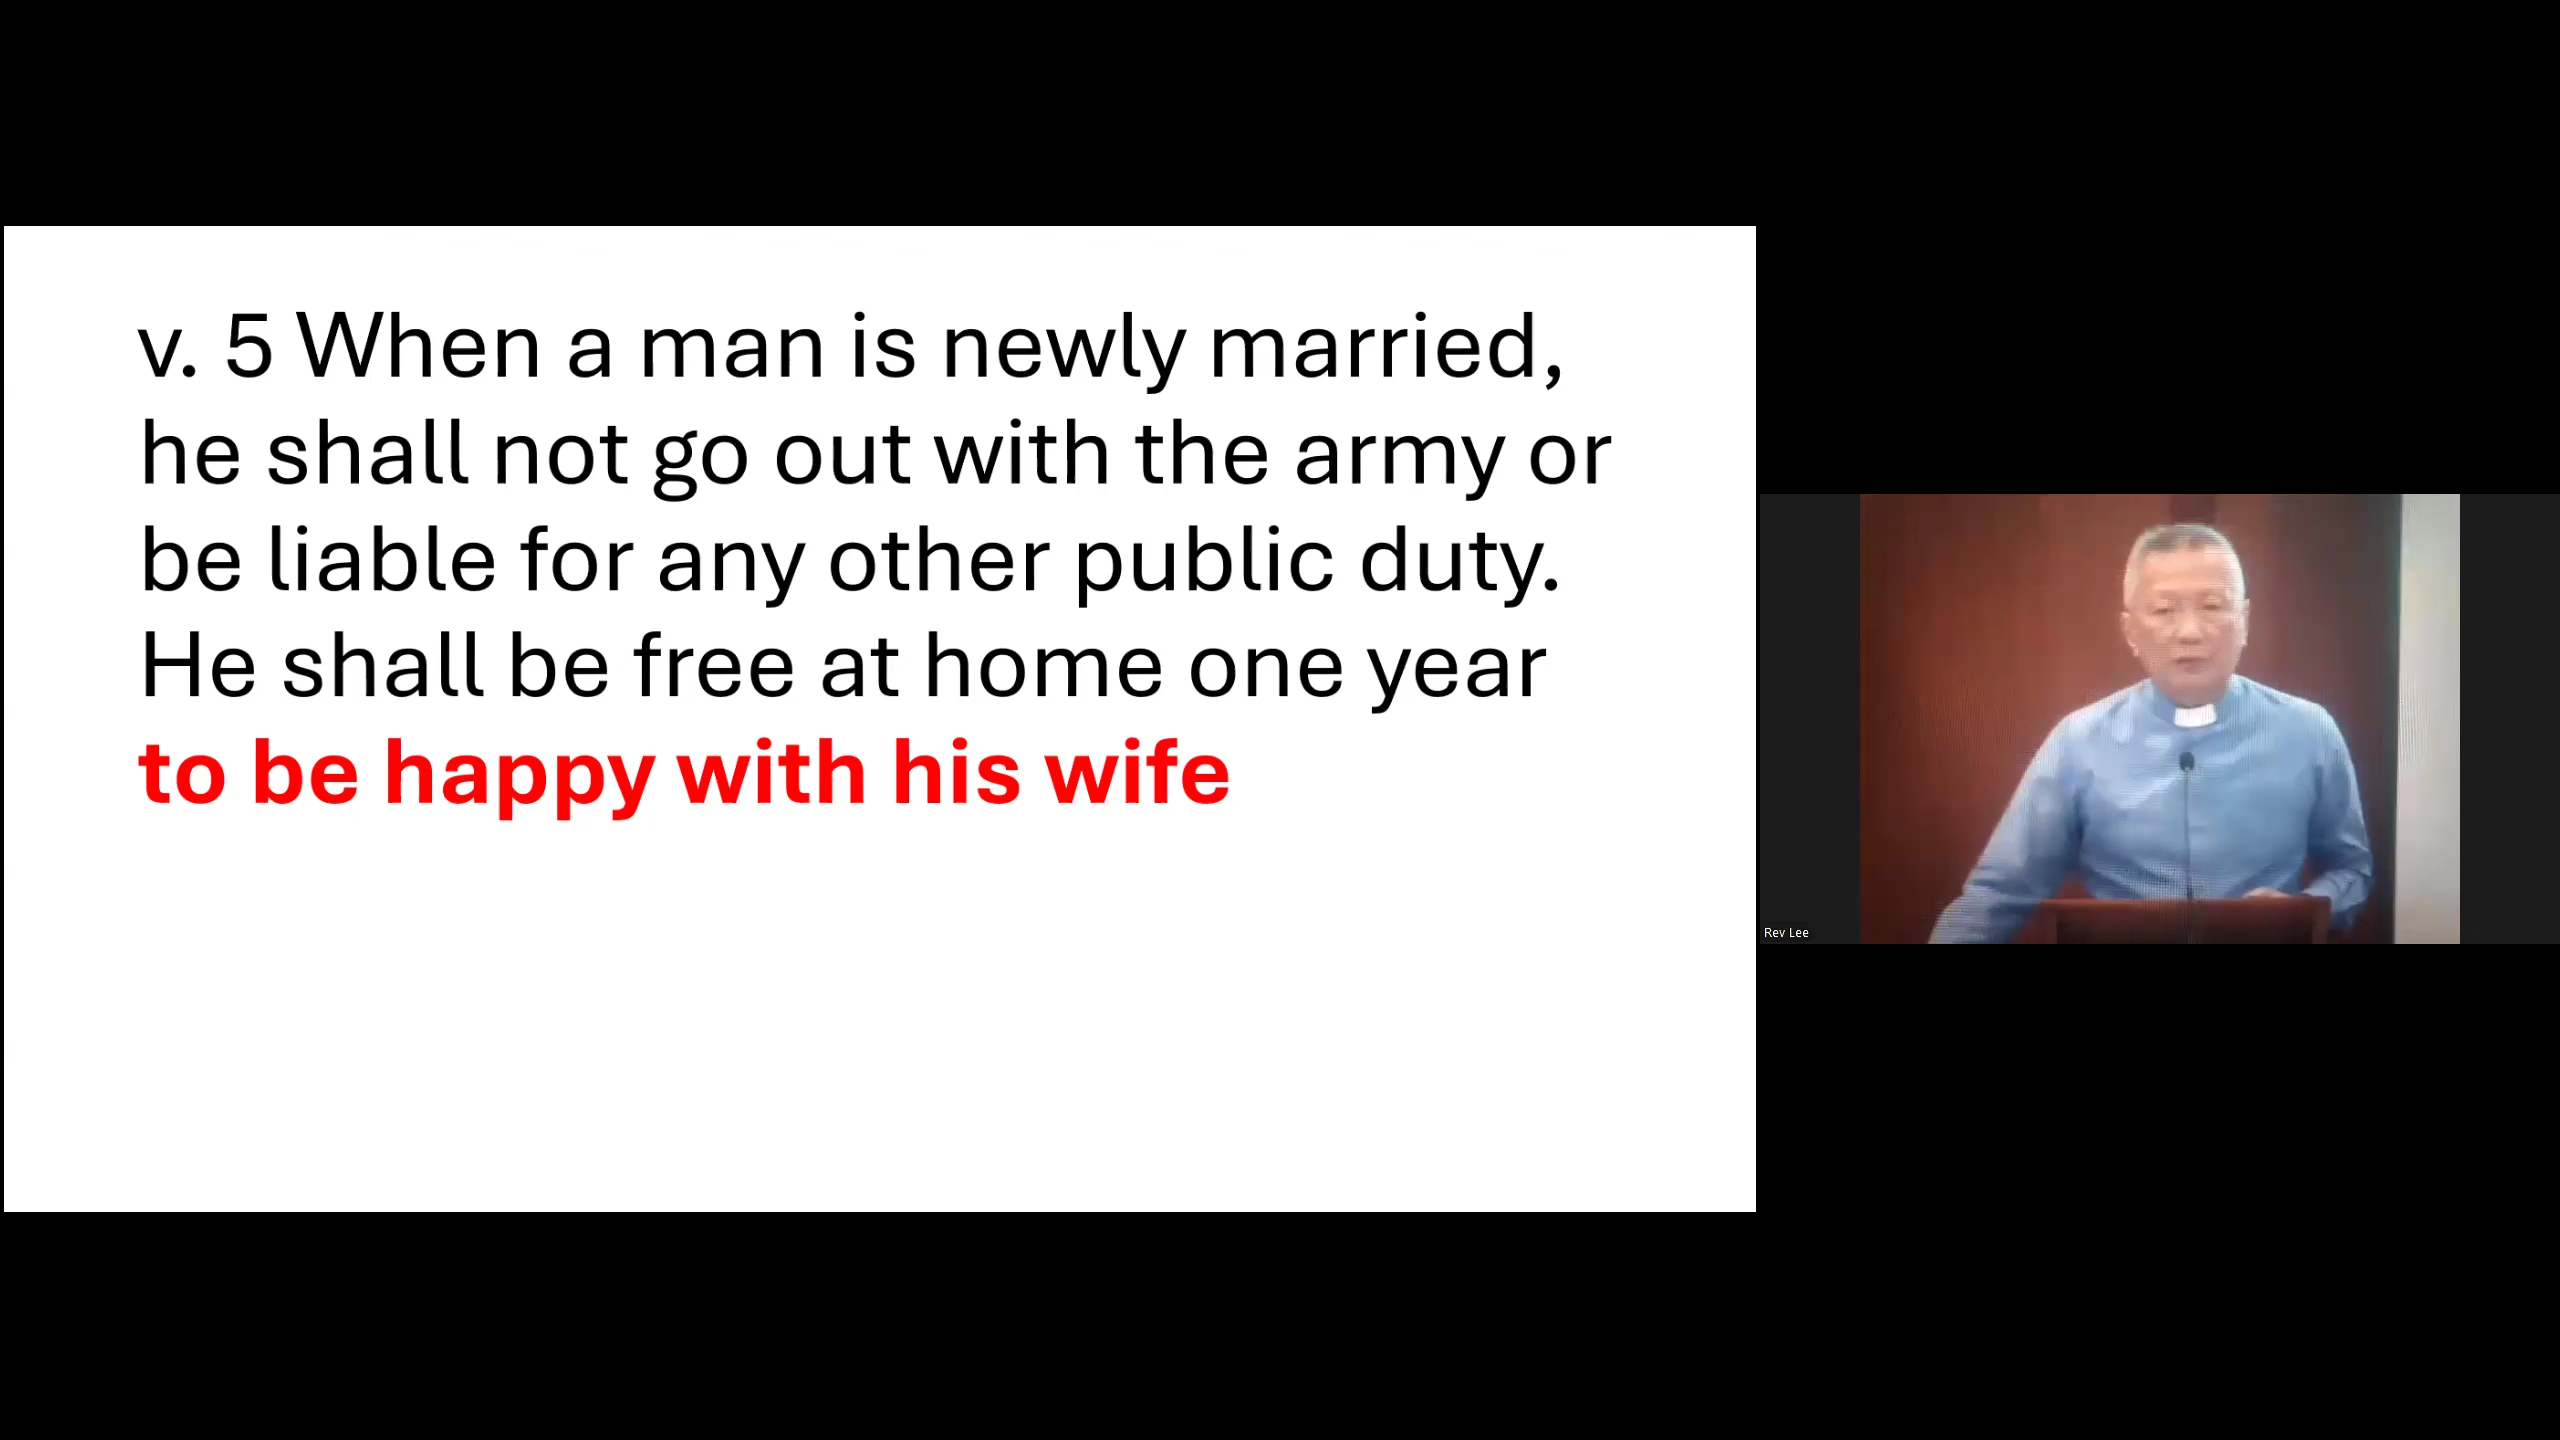 v. 5 When a man is newly married,
he shall not go out with the army or
be liable for any other public duty.
He shall be free at home one year
to be happy with his wife
Rev Lee